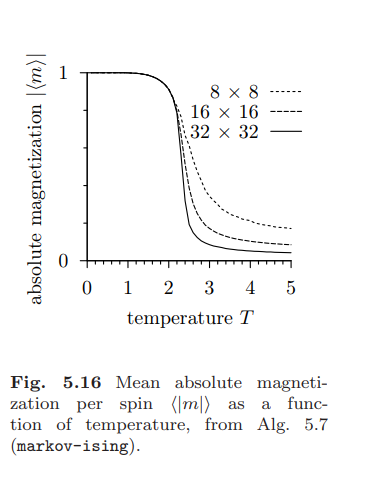 absolute magnetization |⟨m⟩|
1
0
8 × 8
16 × 16
32 × 32
0 1 2 3 4 5
temperature T
Fig. 5.16 Mean absolute magneti-
zation per spin ⟨|m|⟩ as a func-
tion of temperature, from Alg. 5.7
(markov-ising).